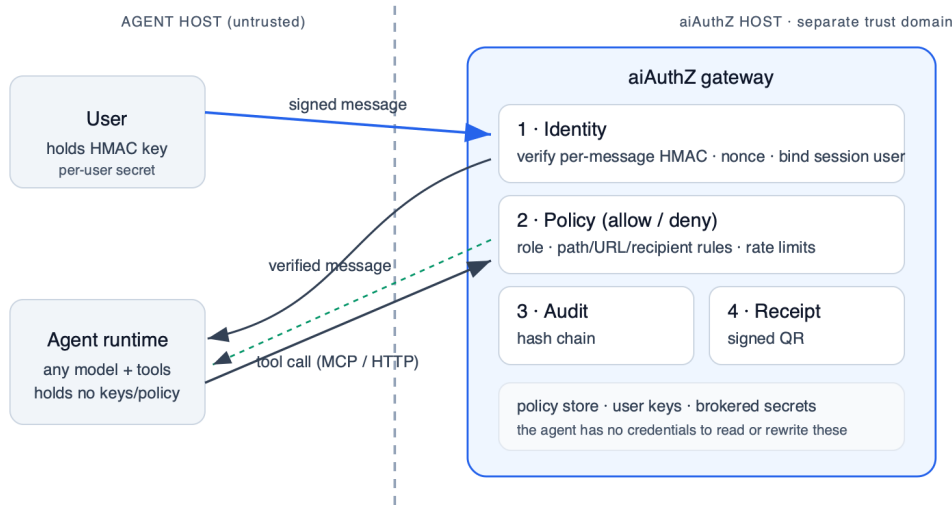 AGENT HOST (untrusted)
aiAuthZ HOST · separate trust domain
aiAuthZ gateway
User
holds HMAC key
per-user secret
signed message
1 · Identity
verify per-message HMAC · nonce · bind session user
2 · Policy (allow / deny)
role · path/URL/recipient rules · rate limits
verified message
3 · Audit
hash chain
4 · Receipt
signed QR
Agent runtime
any model + tools
holds no keys/policy
tool call (MCP / HTTP)
policy store · user keys · brokered secrets
the agent has no credentials to read or rewrite these